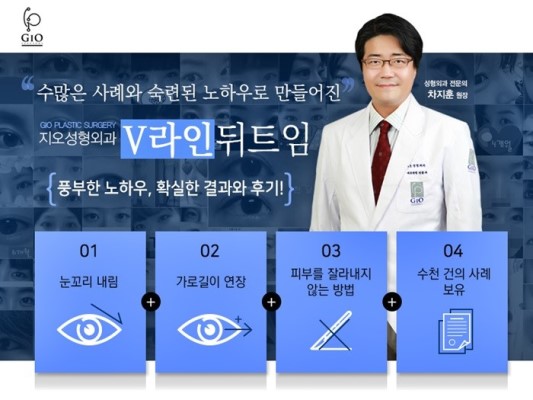 GIO
"수많은 사례와 숙련된 노하우로 만들어진"
GIO PLASTIC SURGERY
지오성형외과 V라인뒤트임
{풍부한 노하우, 확실한 결과와 후기!}
성형외과 전문의
차지훈 원장
GIO
01
눈꼬리 내림
02
가로길이 연장
03
피부를 잘라내지
않는 방법
04
수천 건의 사례
보유